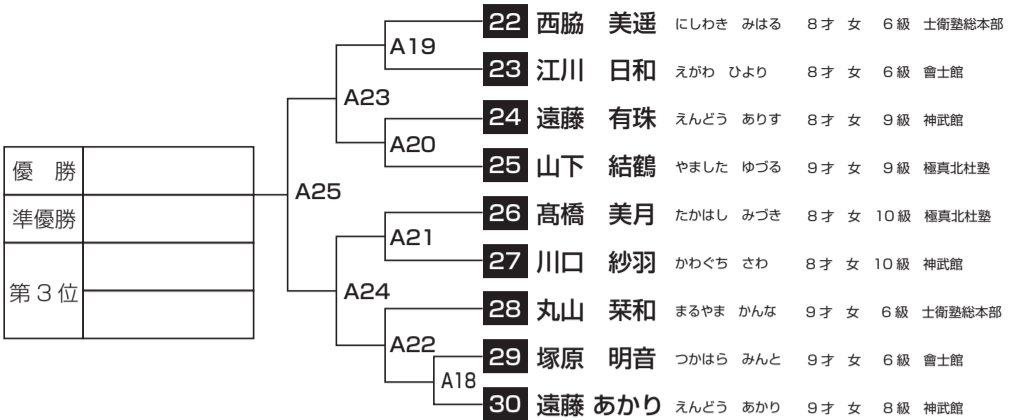 22 西脇 美遥 にしわき みはる 8才 女 6級 士衛塾総本部
A19
23 江川 日和 えがわ ひより 8才 女 6級 會士館
A23
24 遠藤 有珠 えんどう ありす 8才 女 9級 神武館
A20
25 山下 結鶴 やました ゆづる 9才 女 9級 極真北杜塾
優 勝
A25
準優勝
26 髙橋 美月 たかはし みづき 8才 女 10級 極真北杜塾
A21
27 川口 紗羽 かわぐち さわ 8才 女 10級 神武館
第3位
A24
28 丸山 栞和 まるやま かんな 9才 女 6級 士衛塾総本部
A22
29 塚原 明音 つかはら みんと 9才 女 6級 會士館
A18
30 遠藤 あかり えんどう あかり 9才 女 8級 神武館